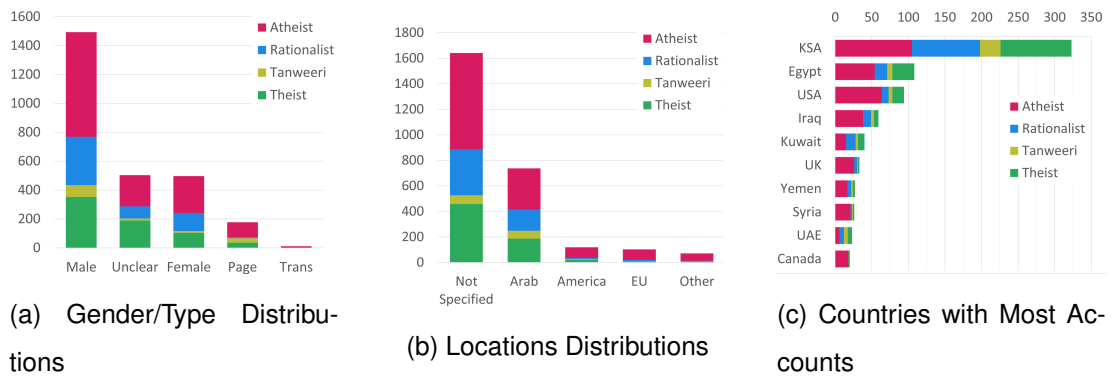 1600
1400
1200
1000
800
600
400
200
0
Atheist
Rationalist
Tanweeri
Theist
Male Unclear Female Page Trans
(a) Gender/Type Distribu-
tions
1800
1600
1400
1200
1000
800
600
400
200
0
Atheist
Rationalist
Tanweeri
Theist
Not Specified Arab America EU Other
(b) Locations Distributions
0 50 100 150 200 250 300 350
KSA
Egypt
USA
Iraq
Kuwait
UK
Yemen
Syria
UAE
Canada
Atheist
Rationalist
Tanweeri
Theist
(c) Countries with Most Ac-
counts